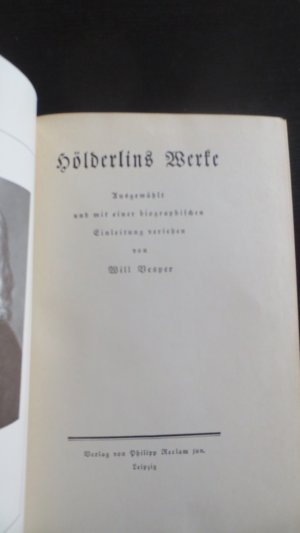 Hölderlins Werke
Ausgewählt
und mit einer biographischen
Einleitung versehen
von
Will Vesper
Verlag von Philipp Reclam jun.
Leipzig